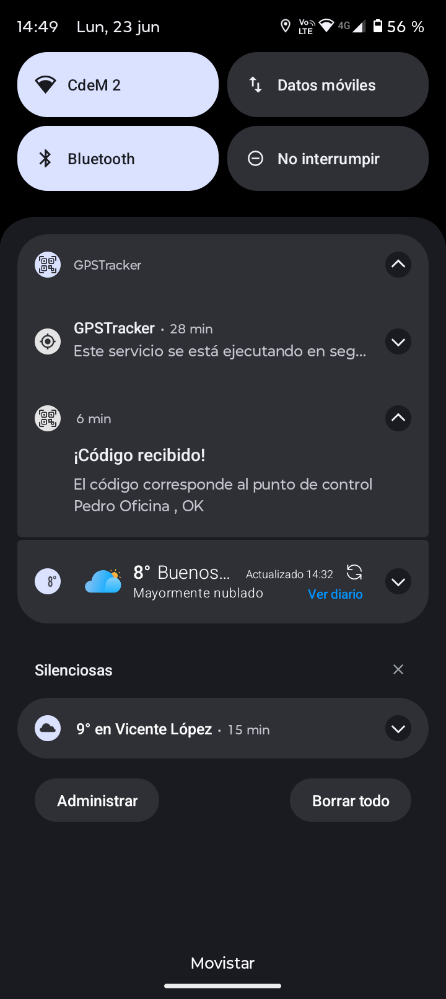 14:49 Lun, 23 jun Vo LTE 4G 56 %
CdeM 2 Datos móviles
Bluetooth No interrumpir
GPSTracker
GPSTracker · 28 min
Este servicio se está ejecutando en seg...
6 min
¡Código recibido!
El código corresponde al punto de control
Pedro Oficina , OK
8° 8° Buenos... Actualizado 14:32
Mayormente nublado Ver diario
Silenciosas
9° en Vicente López · 15 min
Administrar Borrar todo
Movistar